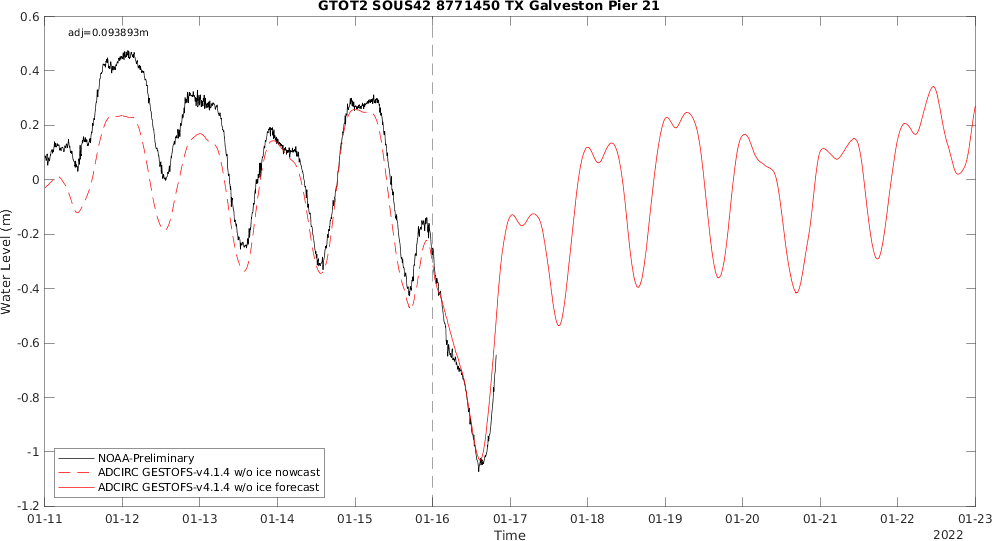 GTOT2 SOUS42 8771450 TX Galveston Pier 21
adj=0.093893m
0.6
0.4
0.2
0
-0.2
-0.4
-0.6
-0.8
-1
-1.2
Water Level (m)
NOAA-Preliminary
ADCIRC GESTOFS-v4.1.4 w/o ice nowcast
ADCIRC GESTOFS-v4.1.4 w/o ice forecast
01-11 01-12 01-13 01-14 01-15 01-16 01-17 01-18 01-19 01-20 01-21 01-22 01-23
Time
2022